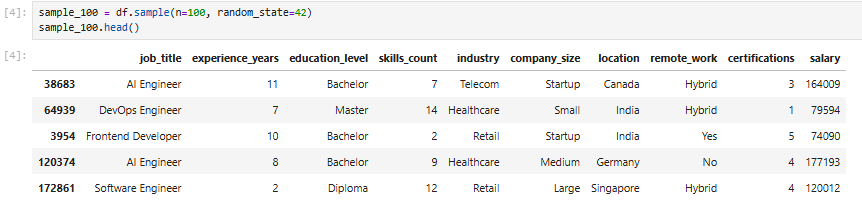 [4]: sample_100 = df.sample(n=100, random_state=42)
sample_100.head()
[4]:
job_title experience_years education_level skills_count industry company_size location remote_work certifications salary
38683 AI Engineer 11 Bachelor 7 Telecom Startup Canada Hybrid 3 164009
64939 DevOps Engineer 7 Master 14 Healthcare Small India Hybrid 1 79594
3954 Frontend Developer 10 Bachelor 2 Retail Startup India Yes 5 74090
120374 AI Engineer 8 Bachelor 9 Healthcare Medium Germany No 4 177193
172861 Software Engineer 2 Diploma 12 Retail Large Singapore Hybrid 4 120012